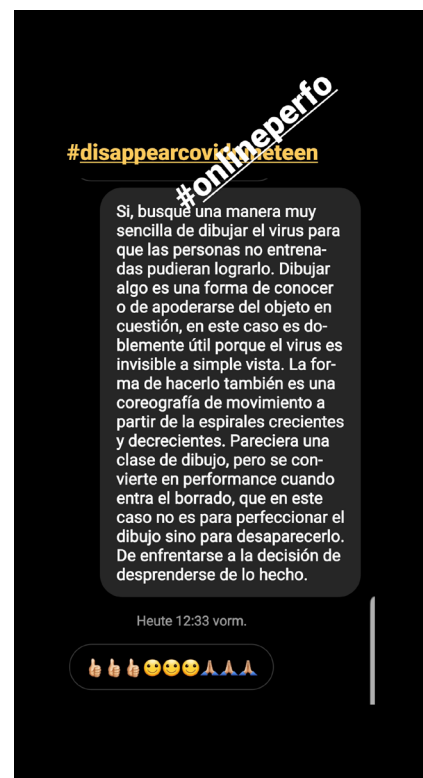 #disappearcovidneteen
#onlineperfo
Si, busqué una manera muy
sencilla de dibujar el virus para
que las personas no entrena-
das pudieran lograrlo. Dibujar
algo es una forma de conocer
o de apoderarse del objeto en
cuestión, en este caso es do-
blemente útil porque el virus es
invisible a simple vista. La for-
ma de hacerlo también es una
coreografía de movimiento a
partir de la espirales crecientes
y decrecientes. Pareciera una
clase de dibujo, pero se con-
vierte en performance cuando
entra el borrado, que en este
caso no es para perfeccionar el
dibujo sino para desaparecerlo.
De enfrentarse a la decisión de
desprenderse de lo hecho.
Heute 12:33 vorm.
👍🏼👍🏼👍🏼🙂🙂🙂🙏🏼🙏🏼🙏🏼